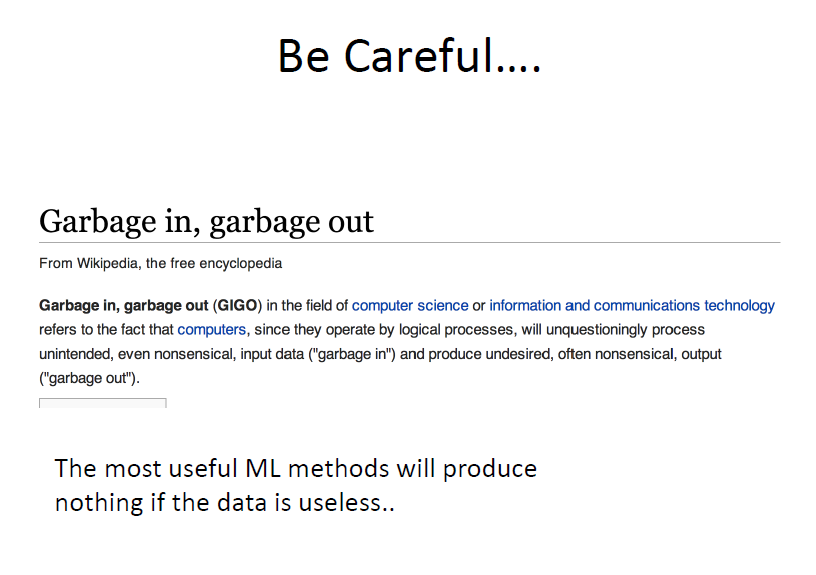 Be Careful....
Garbage in, garbage out
From Wikipedia, the free encyclopedia
Garbage in, garbage out (GIGO) in the field of computer science or information and communications technology
refers to the fact that computers, since they operate by logical processes, will unquestioningly process
unintended, even nonsensical, input data ("garbage in") and produce undesired, often nonsensical, output
("garbage out").
The most useful ML methods will produce
nothing if the data is useless..